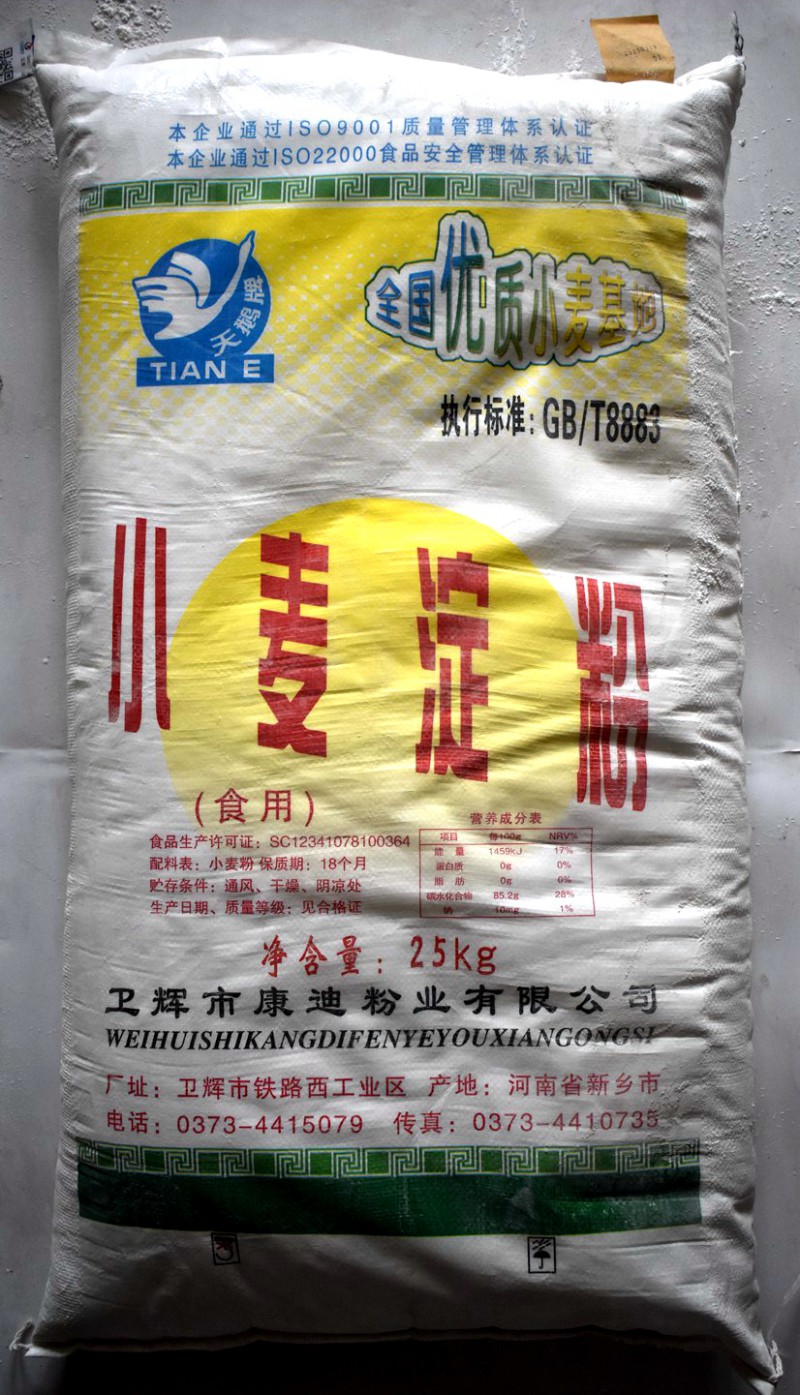 本企业通过ISO9001质量管理体系认证
本企业通过ISO22000食品安全管理体系认证
天鹅牌
TIAN E
全国优质小麦基地
执行标准：GB/T8883
小麦淀粉
（食用）
食品生产许可证：SC12341078100364
配料表：小麦粉 保质期：18个月
贮存条件：通风、干燥、阴凉处
生产日期、质量等级：见合格证
营养成分表
项目 每100g NRV%
能 量 1459kJ 17%
蛋白质 0g 0%
脂 肪 0g 0%
碳水化合物 85.2g 28%
钠 10mg 1%
净含量：25kg
卫辉市康迪粉业有限公司
WEIHUISHIKANGDIFENYEYOUXIANGONGSI
厂址：卫辉市铁路西工业区 产地：河南省新乡市
电话：0373-4415079 传真：0373-4410735